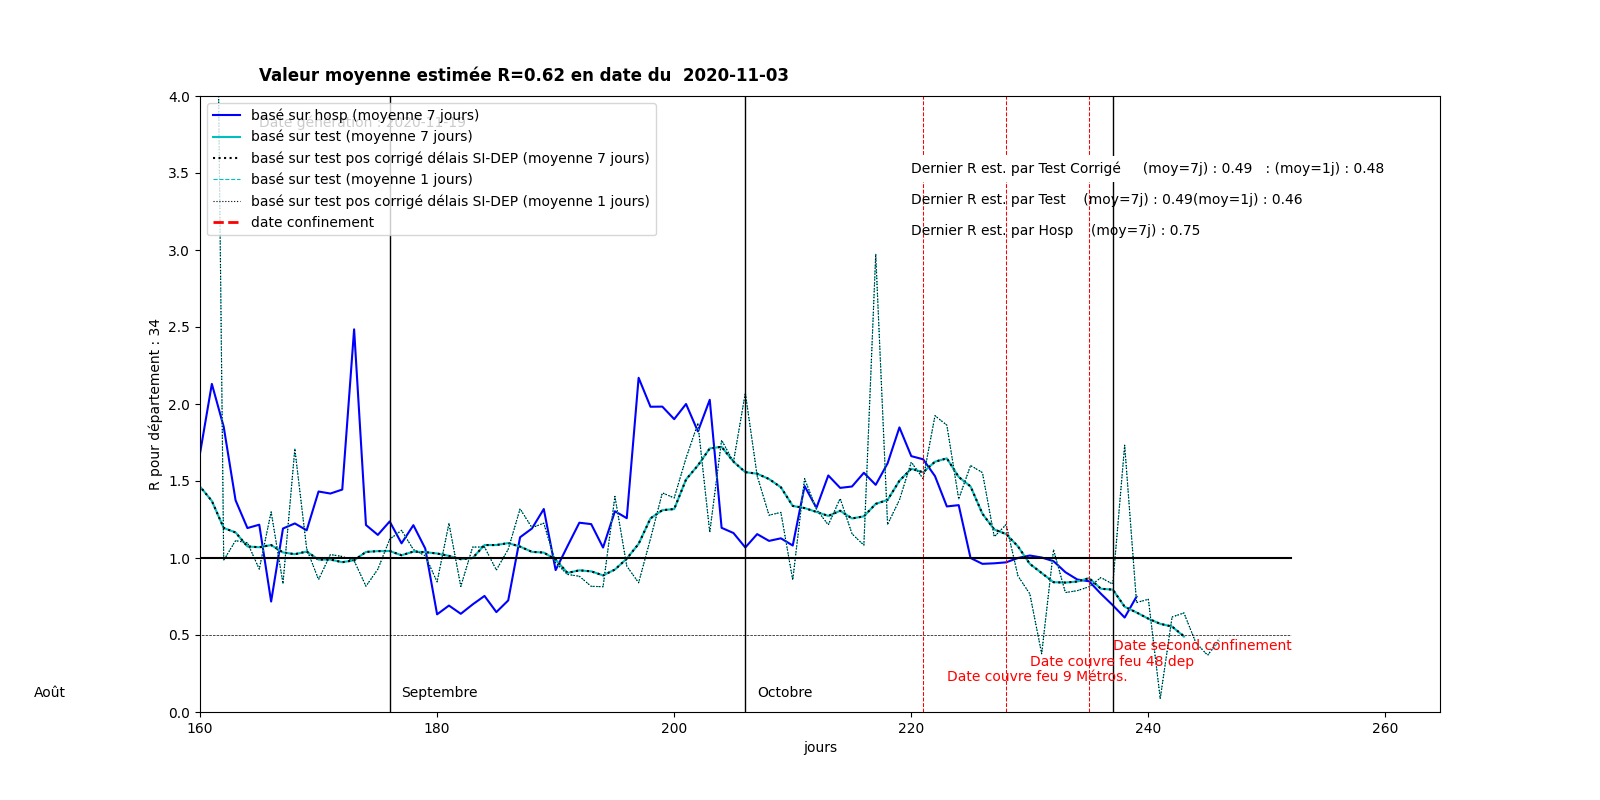 Valeur moyenne estimée R=0.62 en date du  2020-11-03
Date génération : 2020-11-19
basé sur hosp (moyenne 7 jours)
basé sur test (moyenne 7 jours)
basé sur test pos corrigé délais SI-DEP (moyenne 7 jours)
basé sur test (moyenne 1 jours)
basé sur test pos corrigé délais SI-DEP (moyenne 1 jours)
date confinement
Dernier R est. par Test Corrigé     (moy=7j) : 0.49   : (moy=1j) : 0.48
Dernier R est. par Test    (moy=7j) : 0.49(moy=1j) : 0.46
Dernier R est. par Hosp    (moy=7j) : 0.75
4.0
3.5
3.0
2.5
2.0
1.5
1.0
0.5
0.0
R pour département : 34
Date second confinement
Date couvre feu 48 dep
Date couvre feu 9 Métros.
Août
Septembre
Octobre
160
180
200
220
240
260
jours